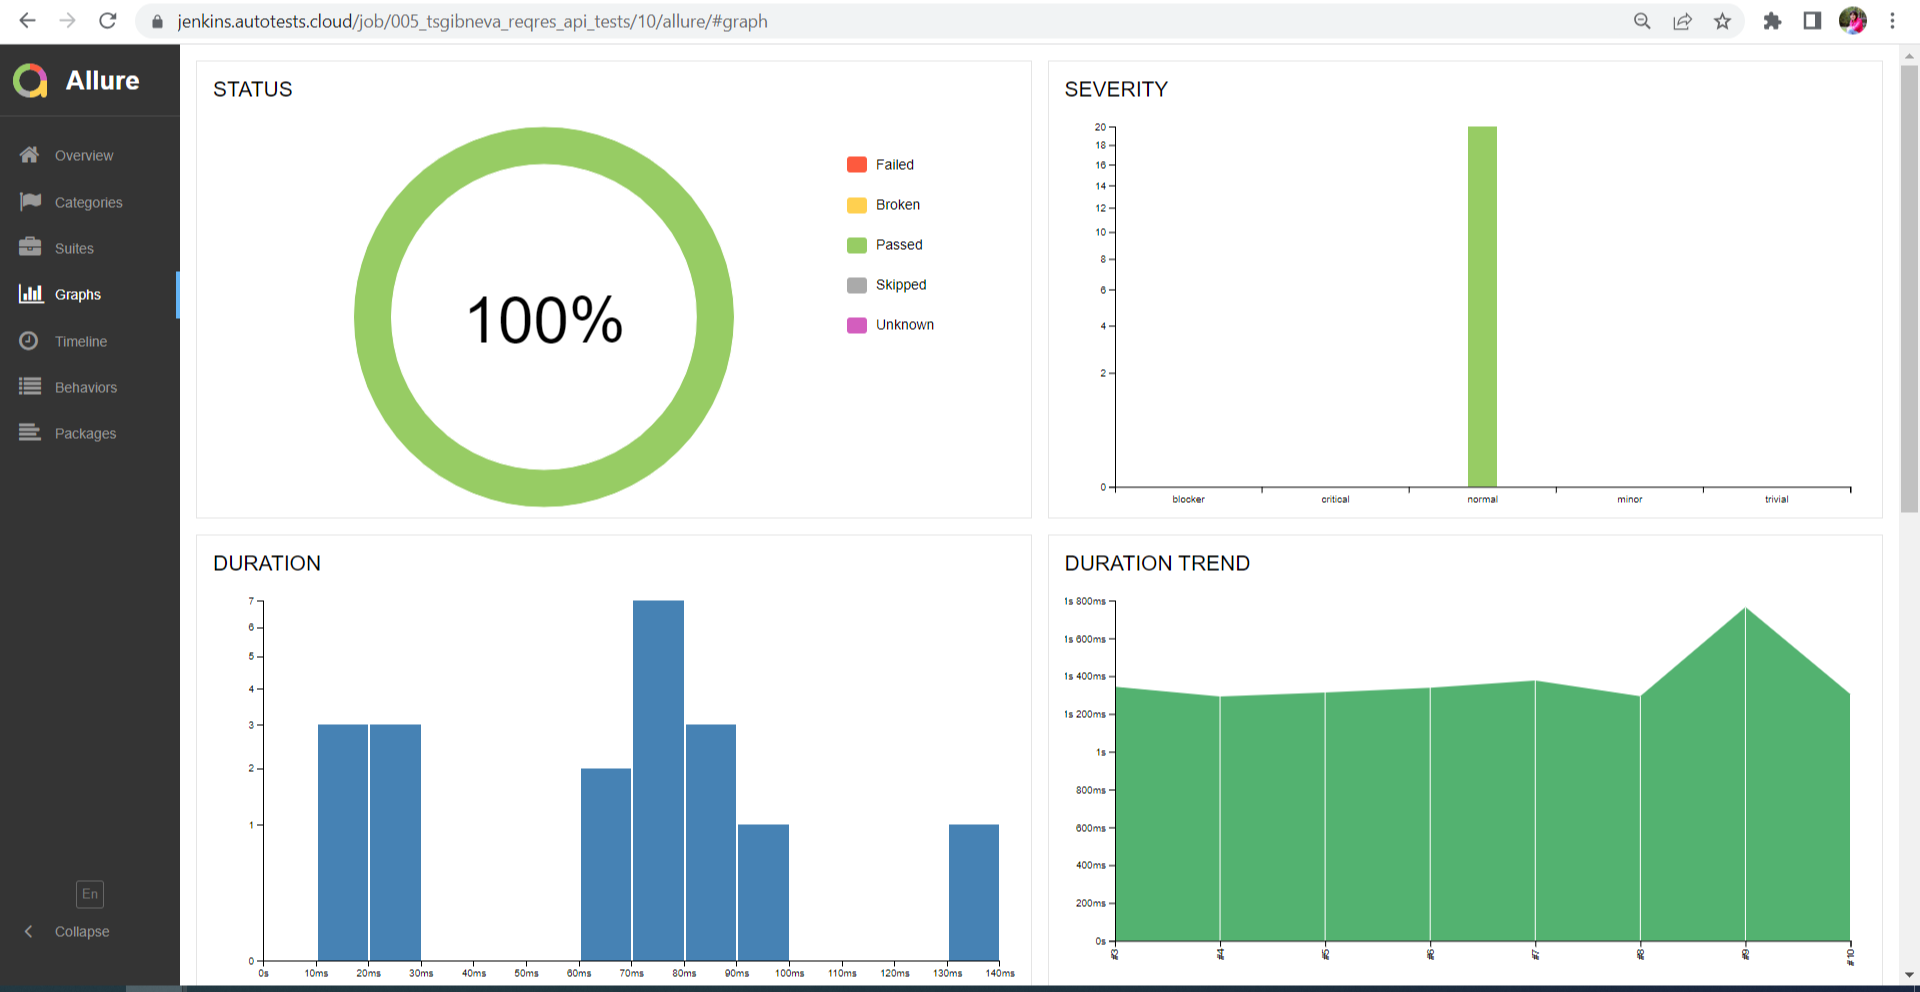 jenkins.autotests.cloud/job/005_tsgibneva_reqres_api_tests/10/allure/#graph
Allure
Overview
Categories
Suites
Graphs
Timeline
Behaviors
Packages
En
Collapse
STATUS
100%
Failed
Broken
Passed
Skipped
Unknown
SEVERITY
20
18
16
14
12
10
8
6
4
2
0
blocker critical normal minor trivial
DURATION
7
6
5
4
3
2
1
0
0s 10ms 20ms 30ms 40ms 50ms 60ms 70ms 80ms 90ms 100ms 110ms 120ms 130ms 140ms
DURATION TREND
1s 800ms
1s 600ms
1s 400ms
1s 200ms
1s
800ms
600ms
400ms
200ms
0s
#3 #4 #5 #6 #7 #8 #9 #10